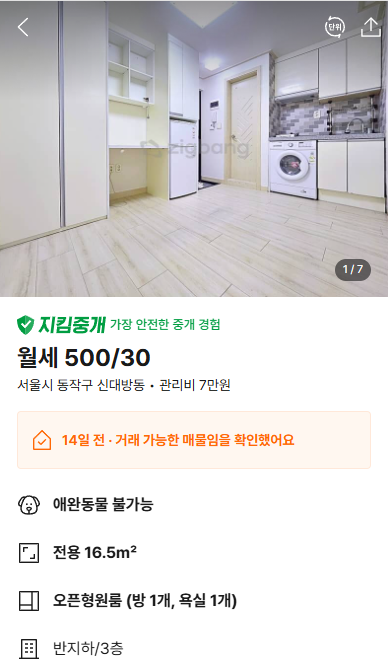 단위
zigbang
1 / 7
지킴중개 가장 안전한 중개 경험
월세 500/30
서울시 동작구 신대방동 • 관리비 7만원
14일 전 · 거래 가능한 매물임을 확인했어요
애완동물 불가능
전용 16.5m²
오픈형원룸 (방 1개, 욕실 1개)
반지하/3층